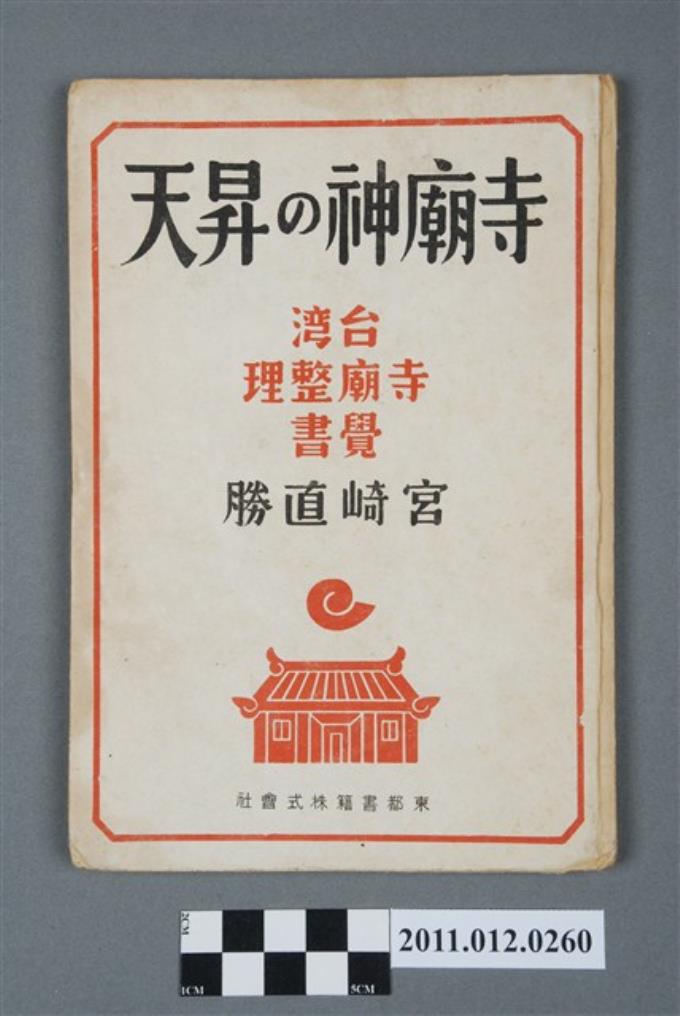 寺廟神の昇天
台湾
寺廟整理
覺書
宮崎直勝
東都書籍株式會社
2CM
1CM
5CM
2011.012.0260